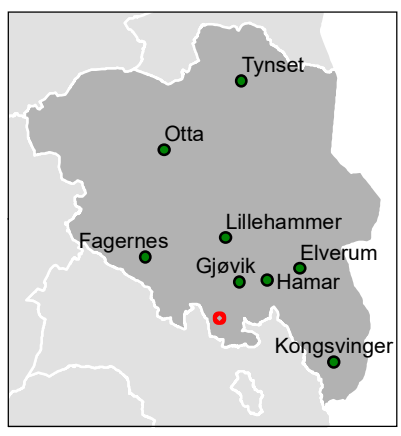 Tynset
Otta
Lillehammer
Fagernes
Elverum
Gjøvik
Hamar
Kongsvinger